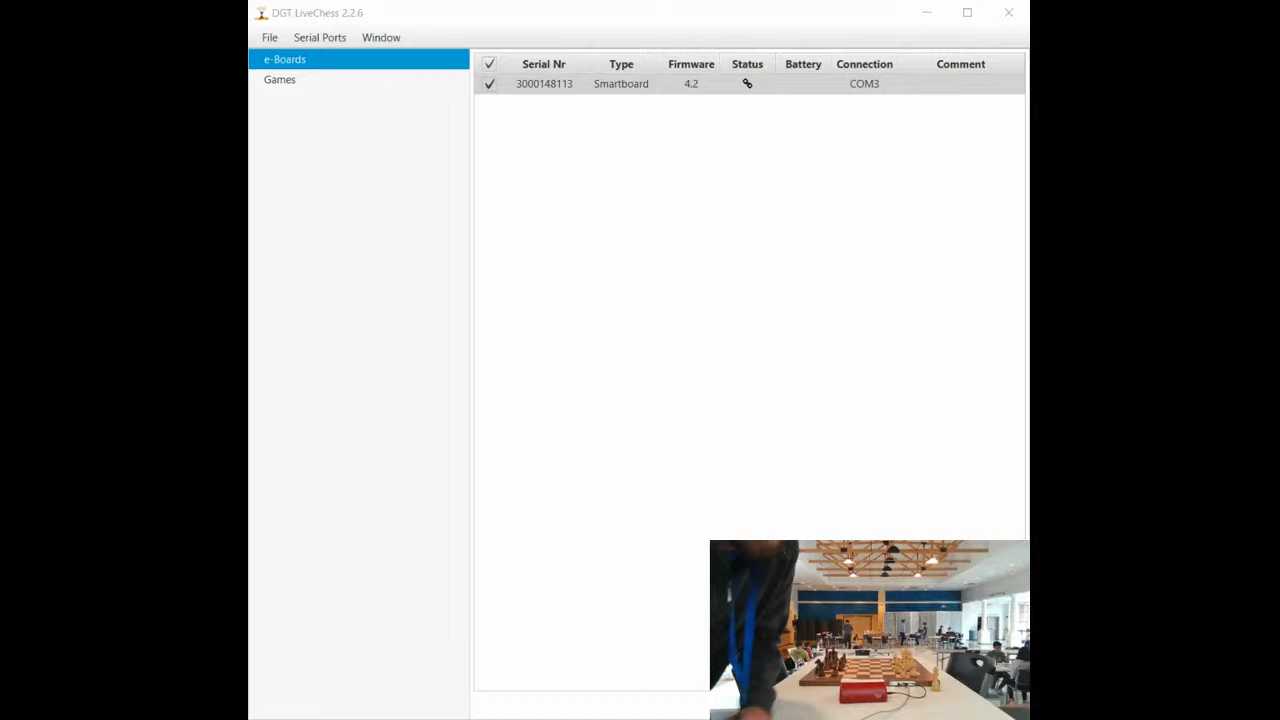 DGT LiveChess 2.2.6
File Serial Ports Window
e-Boards
Games
Serial Nr Type Firmware Status Battery Connection Comment
3000148113 Smartboard 4.2 COM3